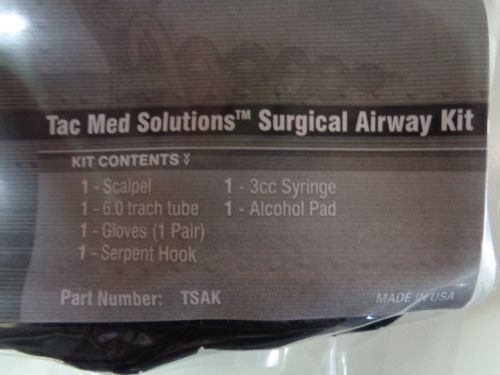 Tac Med Solutions™ Surgical Airway Kit
KIT CONTENTS
1 - Scalpel
1 - 6.0 trach tube
1 - Gloves (1 Pair)
1 - Serpent Hook
1 - 3cc Syringe
1 - Alcohol Pad
Part Number: TSAK
MADE IN USA